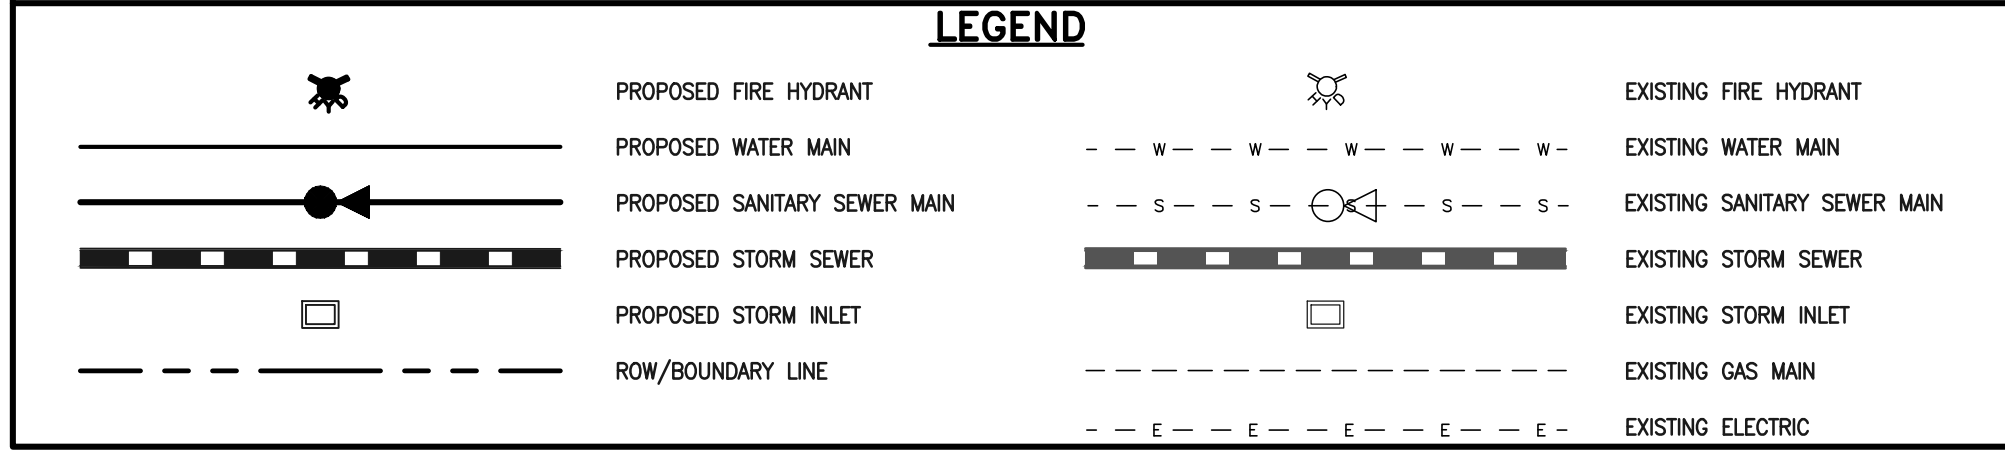 LEGEND
HYD PROPOSED FIRE HYDRANT HYD EXISTING FIRE HYDRANT
PROPOSED WATER MAIN W W W W W EXISTING WATER MAIN
PROPOSED SANITARY SEWER MAIN S S S S S EXISTING SANITARY SEWER MAIN
PROPOSED STORM SEWER EXISTING STORM SEWER
PROPOSED STORM INLET EXISTING STORM INLET
ROW/BOUNDARY LINE EXISTING GAS MAIN
E E E E E EXISTING ELECTRIC